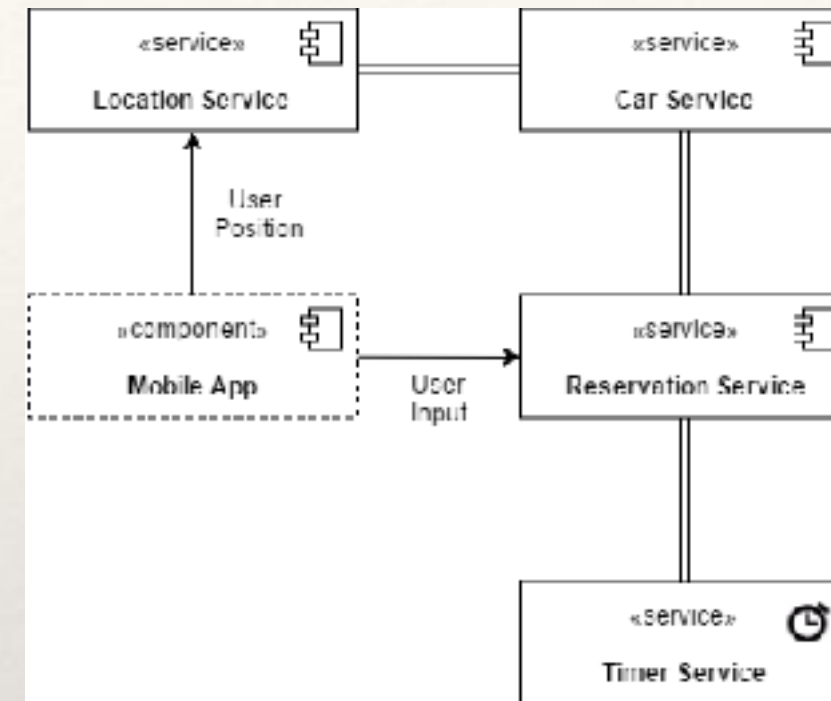 «service»
Location Service
«service»
Car Service
User
Position
«component»
Mobile App
User
Input
«service»
Reservation Service
«service»
Timer Service